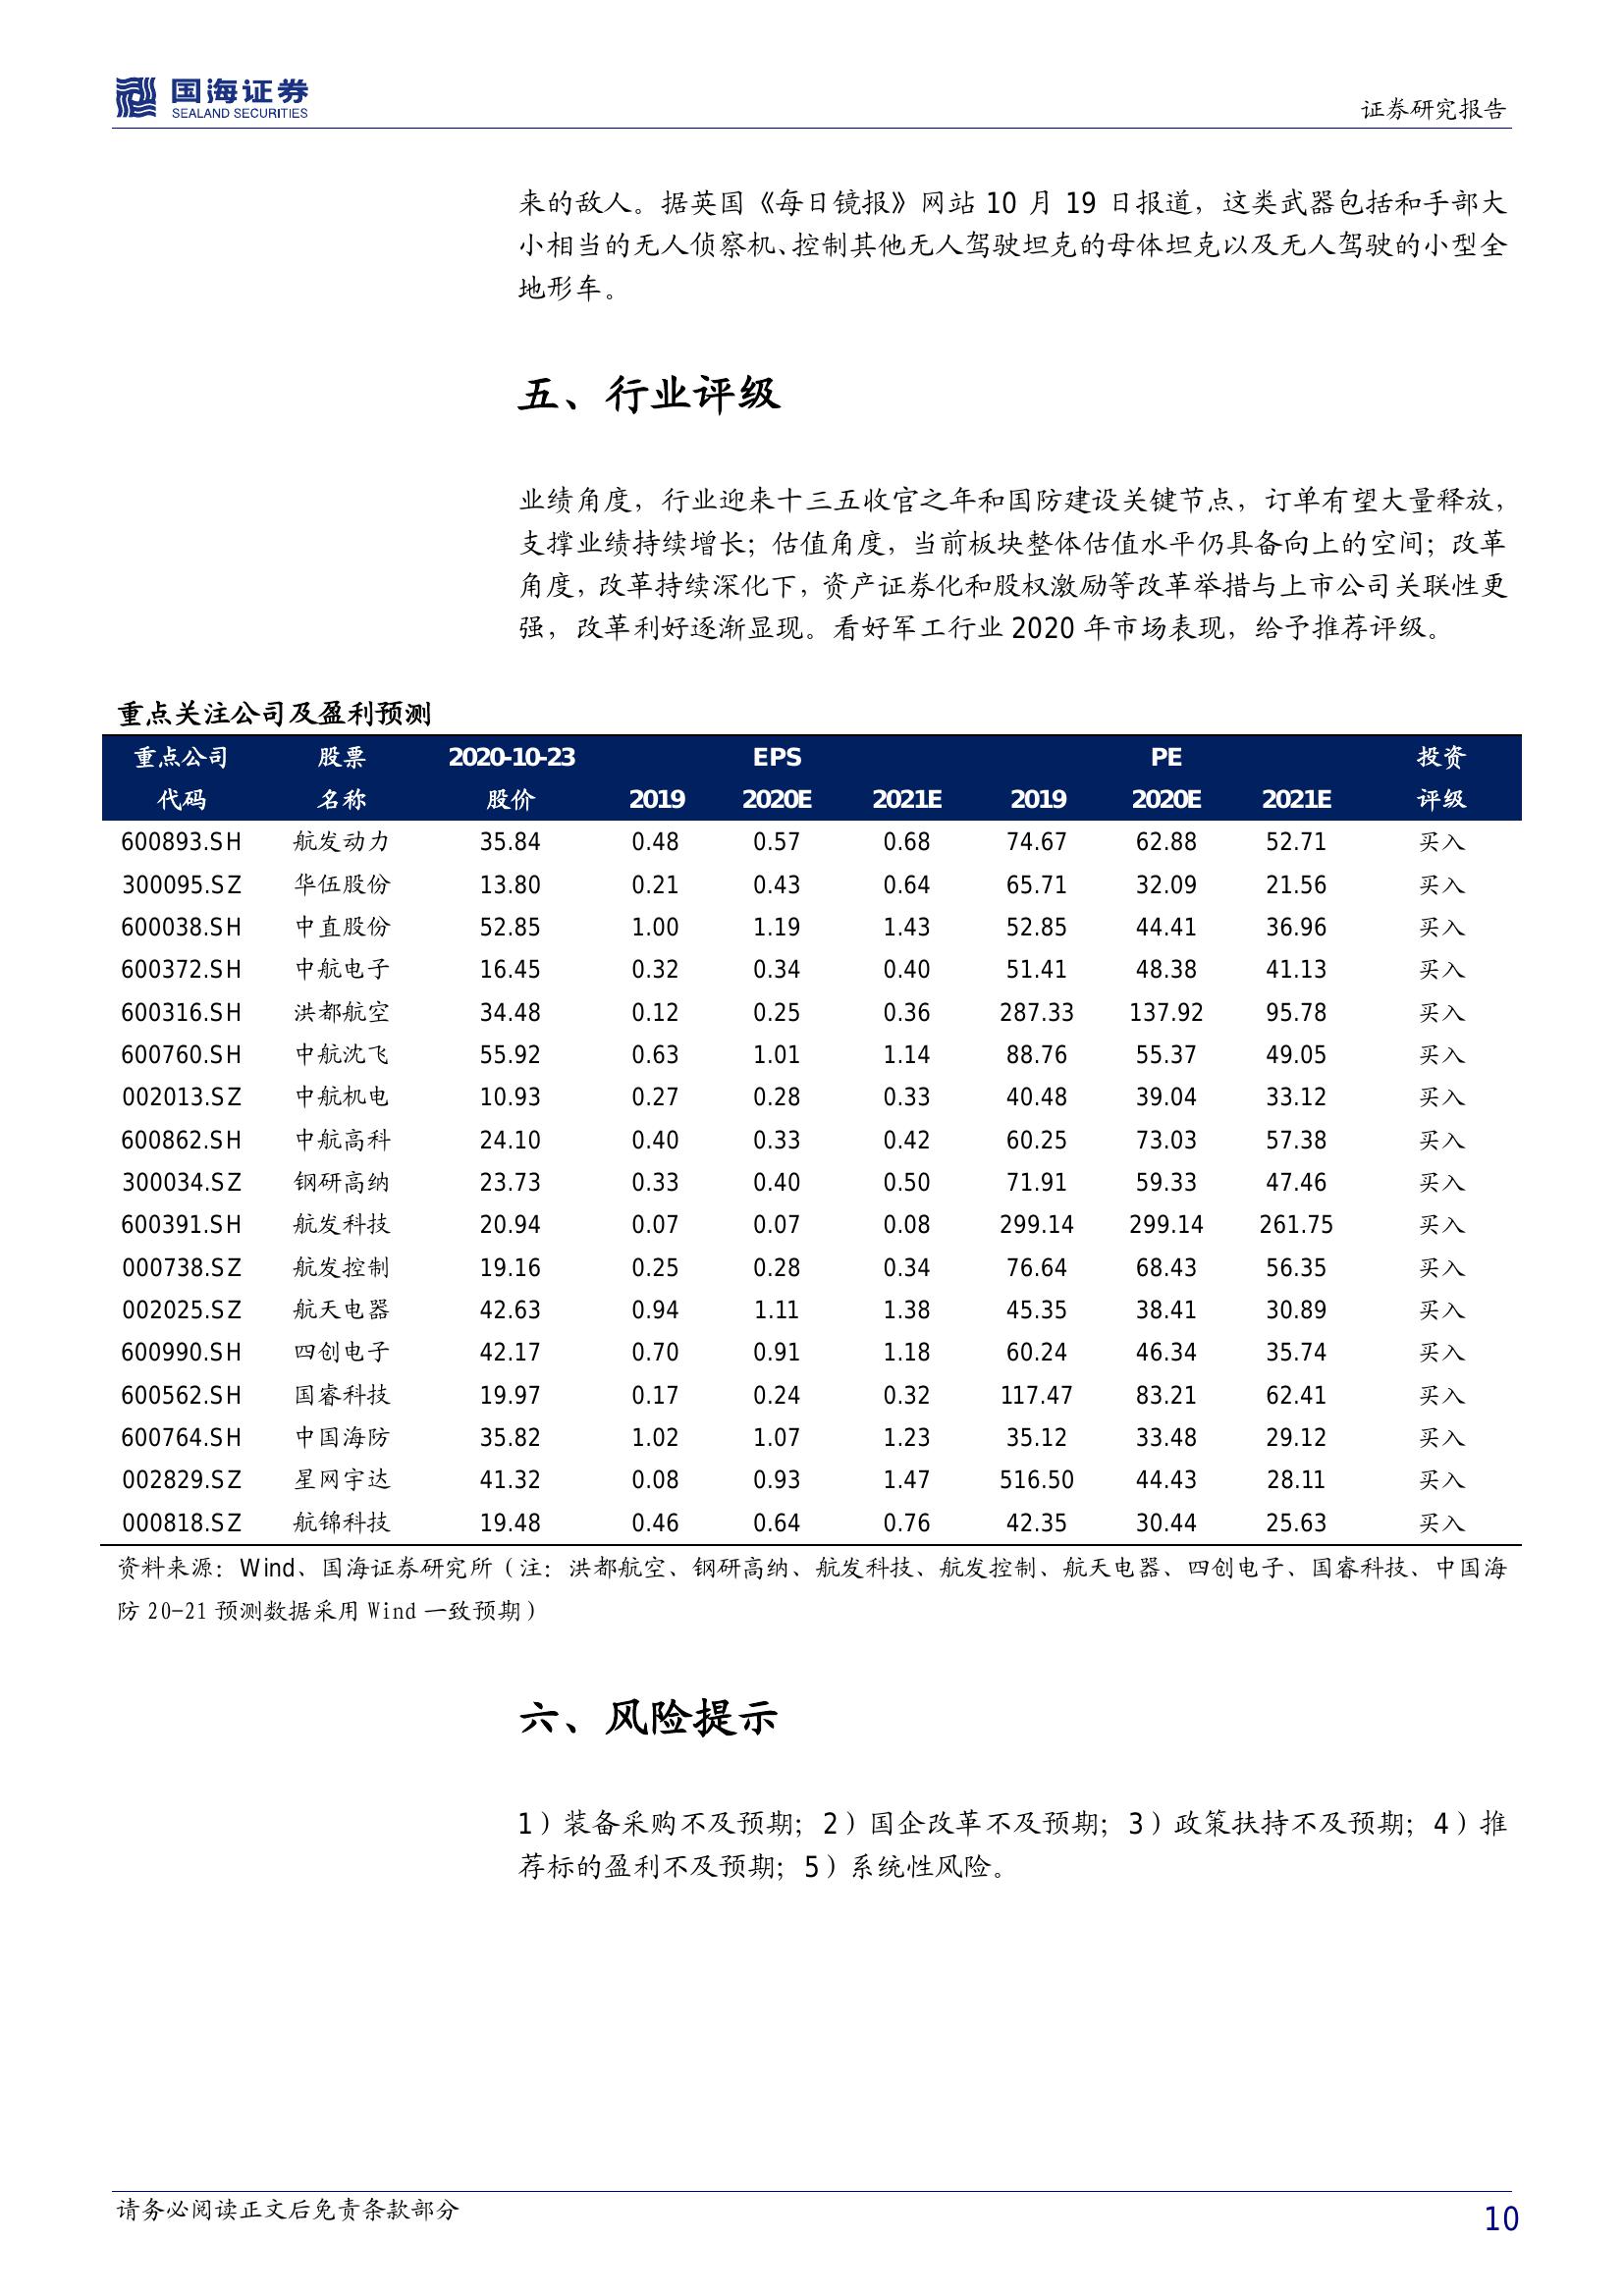 国海证券
SEALAND SECURITIES
证券研究报告
来的敌人。据英国《每日镜报》网站 10 月 19 日报道，这类武器包括和手部大
小相当的无人侦察机、控制其他无人驾驶坦克的母体坦克以及无人驾驶的小型全
地形车。
五、行业评级
业绩角度，行业迎来十三五收官之年和国防建设关键节点，订单有望大量释放，
支撑业绩持续增长；估值角度，当前板块整体估值水平仍具备向上的空间；改革
角度，改革持续深化下，资产证券化和股权激励等改革举措与上市公司关联性更
强，改革利好逐渐显现。看好军工行业 2020 年市场表现，给予推荐评级。
重点关注公司及盈利预测
重点公司 股票 2020-10-23 EPS PE 投资
代码 名称 股价 2019 2020E 2021E 2019 2020E 2021E 评级
600893.SH 航发动力 35.84 0.48 0.57 0.68 74.67 62.88 52.71 买入
300095.SZ 华伍股份 13.80 0.21 0.43 0.64 65.71 32.09 21.56 买入
600038.SH 中直股份 52.85 1.00 1.19 1.43 52.85 44.41 36.96 买入
600372.SH 中航电子 16.45 0.32 0.34 0.40 51.41 48.38 41.13 买入
600316.SH 洪都航空 34.48 0.12 0.25 0.36 287.33 137.92 95.78 买入
600760.SH 中航沈飞 55.92 0.63 1.01 1.14 88.76 55.37 49.05 买入
002013.SZ 中航机电 10.93 0.27 0.28 0.33 40.48 39.04 33.12 买入
600862.SH 中航高科 24.10 0.40 0.33 0.42 60.25 73.03 57.38 买入
300034.SZ 钢研高纳 23.73 0.33 0.40 0.50 71.91 59.33 47.46 买入
600391.SH 航发科技 20.94 0.07 0.07 0.08 299.14 299.14 261.75 买入
000738.SZ 航发控制 19.16 0.25 0.28 0.34 76.64 68.43 56.35 买入
002025.SZ 航天电器 42.63 0.94 1.11 1.38 45.35 38.41 30.89 买入
600990.SH 四创电子 42.17 0.70 0.91 1.18 60.24 46.34 35.74 买入
600562.SH 国睿科技 19.97 0.17 0.24 0.32 117.47 83.21 62.41 买入
600764.SH 中国海防 35.82 1.02 1.07 1.23 35.12 33.48 29.12 买入
002829.SZ 星网宇达 41.32 0.08 0.93 1.47 516.50 44.43 28.11 买入
000818.SZ 航锦科技 19.48 0.46 0.64 0.76 42.35 30.44 25.63 买入
资料来源：Wind、国海证券研究所（注：洪都航空、钢研高纳、航发科技、航发控制、航天电器、四创电子、国睿科技、中国海
防 20-21 预测数据采用 Wind 一致预期）
六、风险提示
1）装备采购不及预期；2）国企改革不及预期；3）政策扶持不及预期；4）推
荐标的盈利不及预期；5）系统性风险。
请务必阅读正文后免责条款部分
10